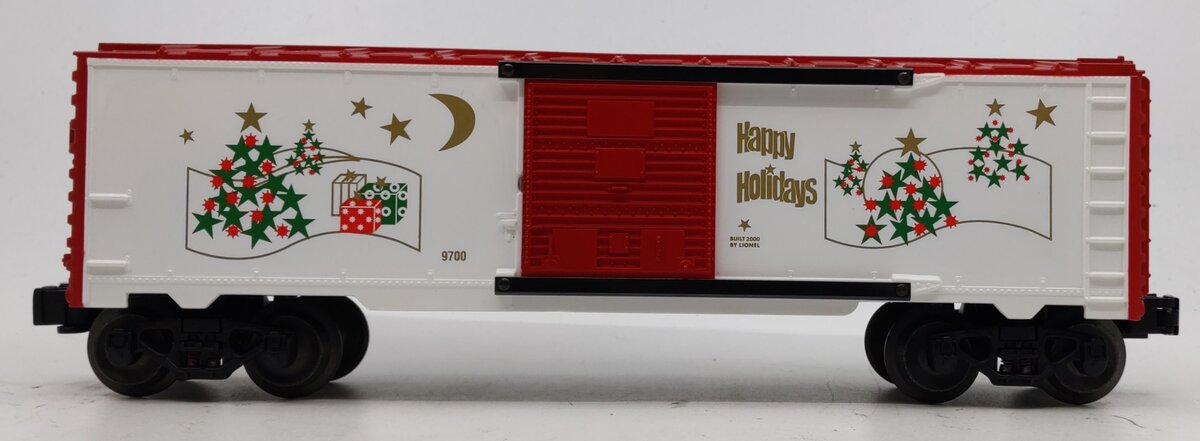 9700
Happy
Holidays
BUILT 2000
BY LIONEL